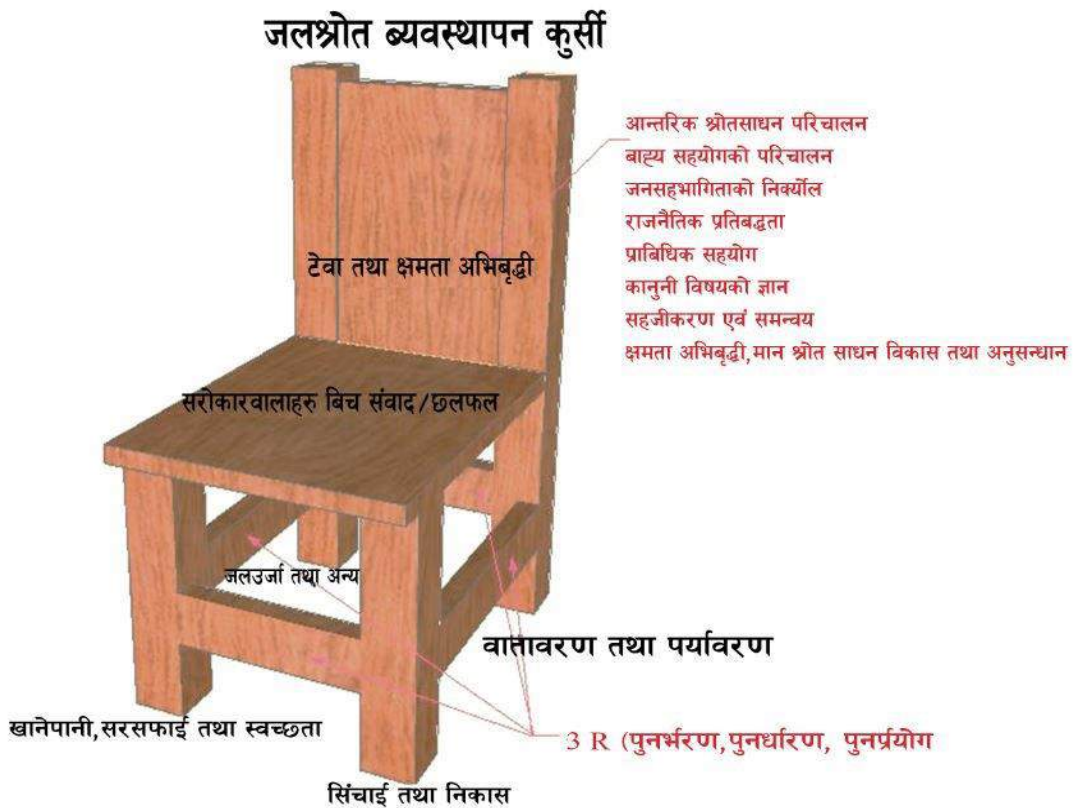 जलश्रोत ब्यवस्थापन कुर्सी
आन्तरिक श्रोतसाधन परिचालन
बाह्य सहयोगको परिचालन
जनसहभागिताको निर्क्योल
राजनैतिक प्रतिबद्धता
प्राबिधिक सहयोग
कानुनी विषयको ज्ञान
सहजीकरण एवं समन्वय
क्षमता अभिबृद्धी,मान श्रोत साधन विकास तथा अनुसन्धान
टेवा तथा क्षमता अभिबृद्धी
सरोकारवालाहरु बिच संवाद/छलफल
जलउर्जा तथा अन्य
वातावरण तथा पर्यावरण
खानेपानी,सरसफाई तथा स्वच्छता
3 R (पुनर्भरण,पुनर्धारण, पुनर्प्रयोग
सिंचाई तथा निकास